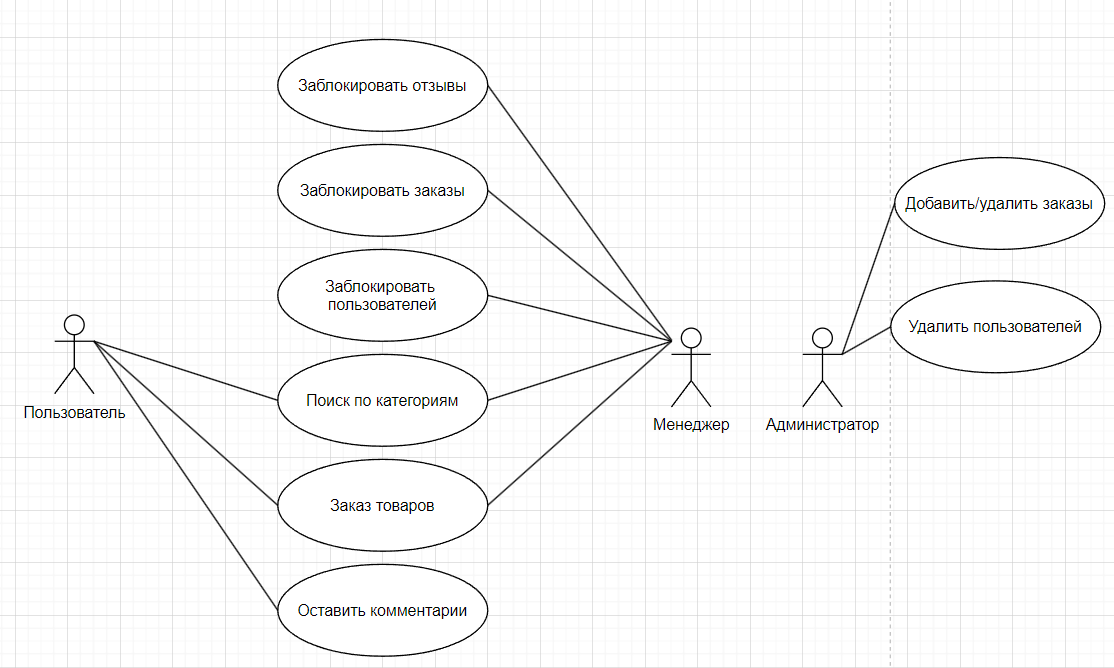 Заблокировать отзывы
Заблокировать заказы
Заблокировать
пользователей
Поиск по категориям
Заказ товаров
Оставить комментарии
Пользователь
Менеджер
Администратор
Добавить/удалить заказы
Удалить пользователей